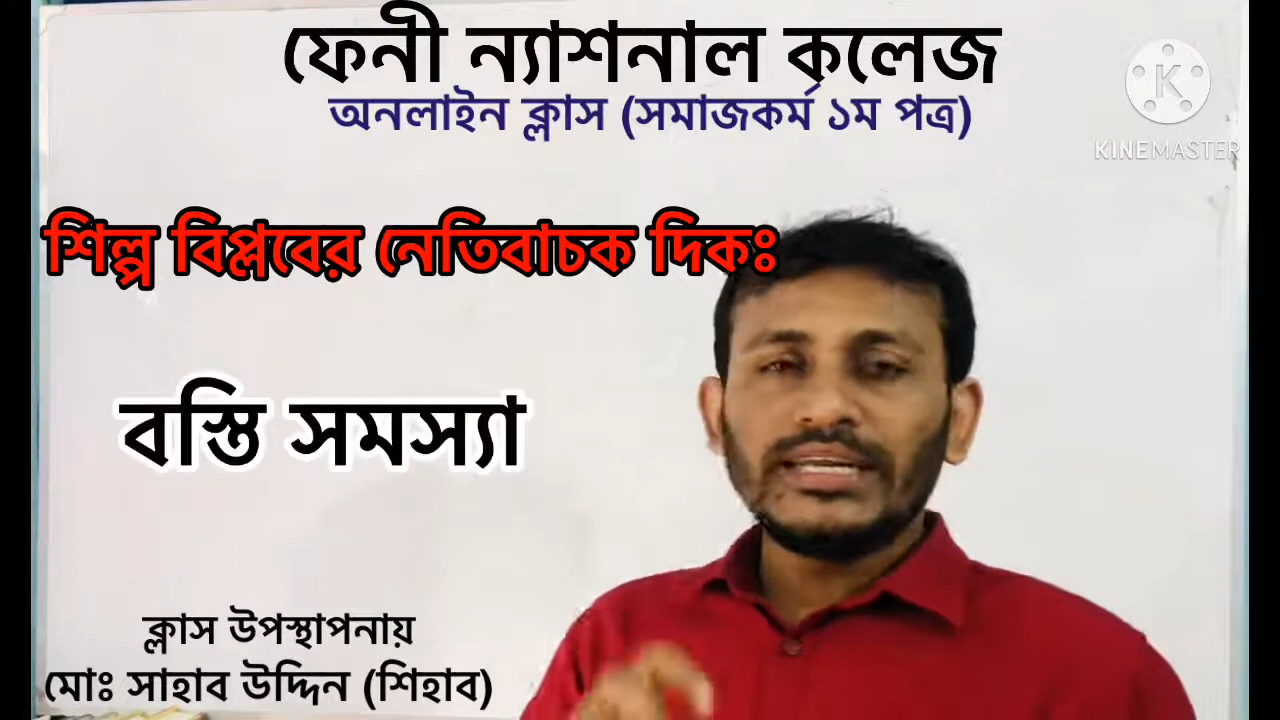 ফেনী ন্যাশনাল কলেজ
অনলাইন ক্লাস (সমাজকর্ম ১ম পত্র)
K
KINEMASTER
শিল্প বিপ্লবের নেতিবাচক দিকঃ
বস্তি সমস্যা
ক্লাস উপস্থাপনায়
মোঃ সাহাব উদ্দিন (শিহাব)